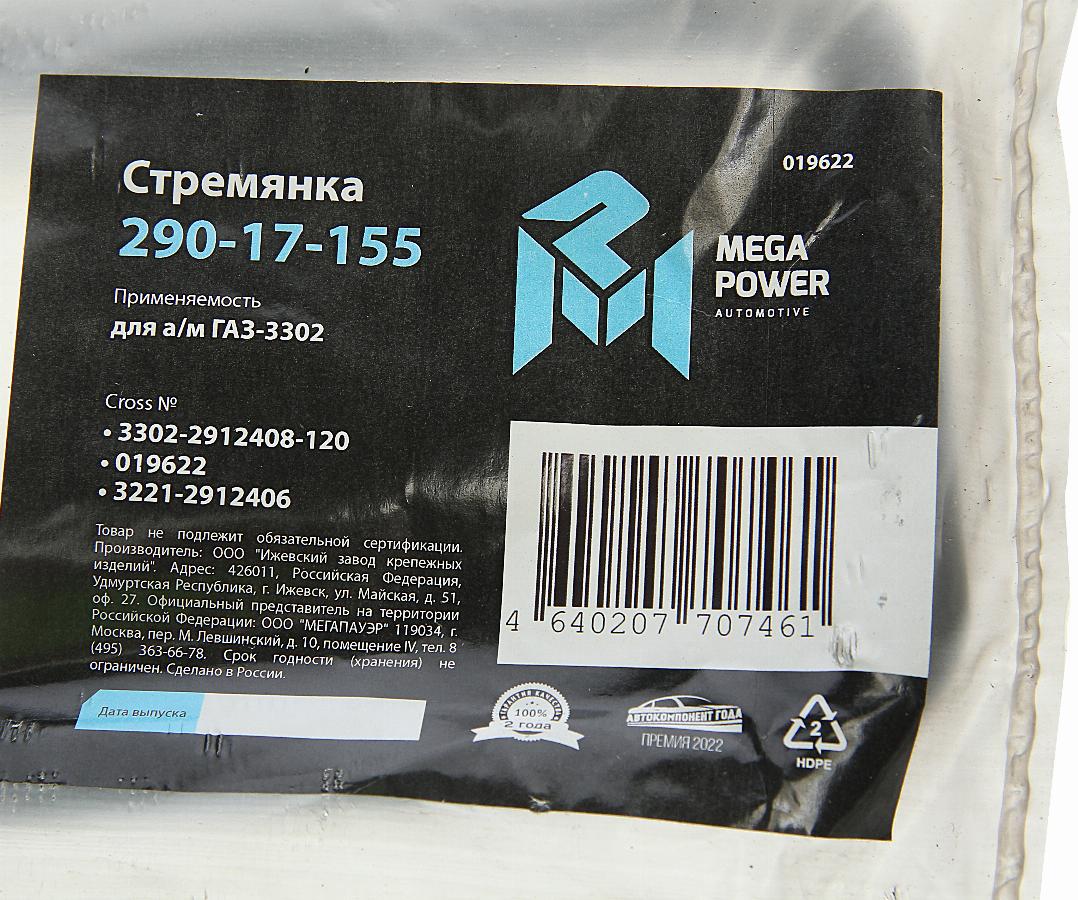 Стремянка
290-17-155
Применяемость
для а/м ГАЗ-3302
Cross №
• 3302-2912408-120
• 019622
• 3221-2912406
Товар не подлежит обязательной сертификации.
Производитель: ООО "Ижевский завод крепежных
изделий". Адрес: 426011, Российская Федерация,
Удмуртская Республика, г. Ижевск, ул. Майская, д. 51,
оф. 27. Официальный представитель на территории
Российской Федерации: ООО "МЕГАПАУЭР" 119034, г.
Москва, пер. М. Левшинский, д. 10, помещение IV, тел. 8
(495) 363-66-78. Срок годности (хранения) не
ограничен. Сделано в России.
Дата выпуска
019622
MEGA
POWER
AUTOMOTIVE
4 640207 707461
ГАРАНТИЯ КАЧЕСТВА
100%
2 года
АВТОКОМПОНЕНТ ГОДА
ПРЕМИЯ 2022
2
HDPE